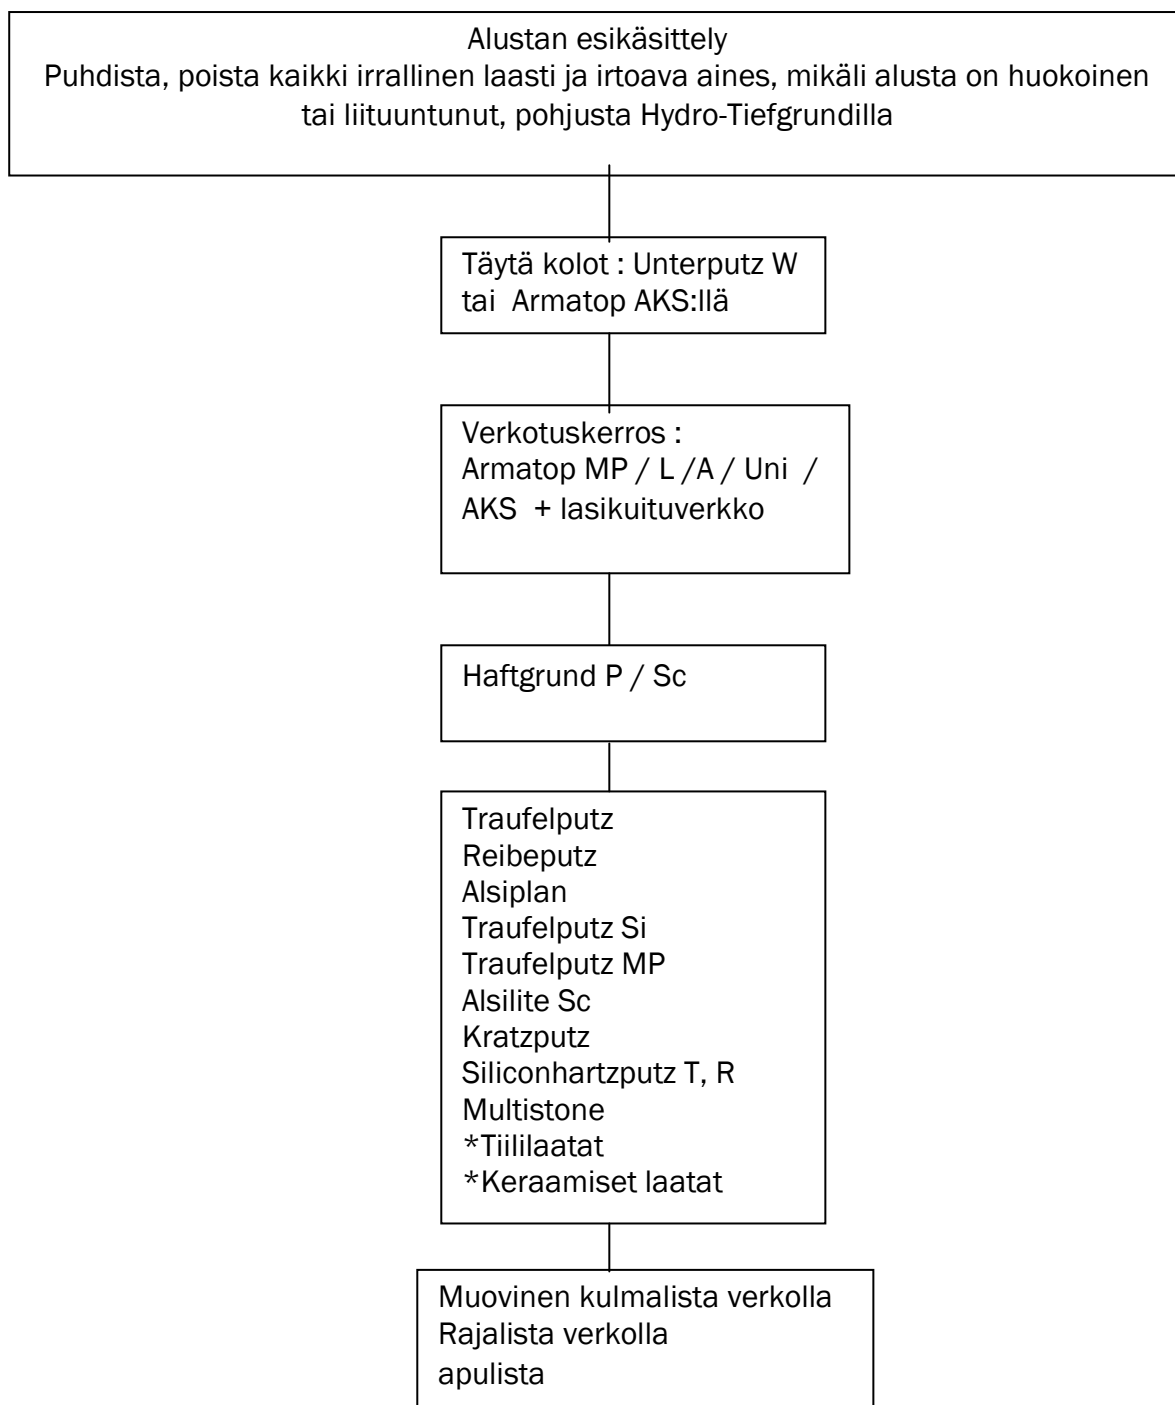 Alustan esikäsittely
Puhdista, poista kaikki irrallinen laasti ja irtoava aines, mikäli alusta on huokoinen
tai liituuntunut, pohjusta Hydro-Tiefgrundilla
Täytä kolot : Unterputz W
tai Armatop AKS:llä
Verkotuskerros :
Armatop MP / L /A / Uni /
AKS + lasikuituverkko
Haftgrund P / Sc
Traufelputz
Reibeputz
Alsiplan
Traufelputz Si
Traufelputz MP
Alsilite Sc
Kratzputz
Siliconhartzputz T, R
Multistone
*Tiililaatat
*Keraamiset laatat
Muovinen kulmalista verkolla
Rajalista verkolla
apulista